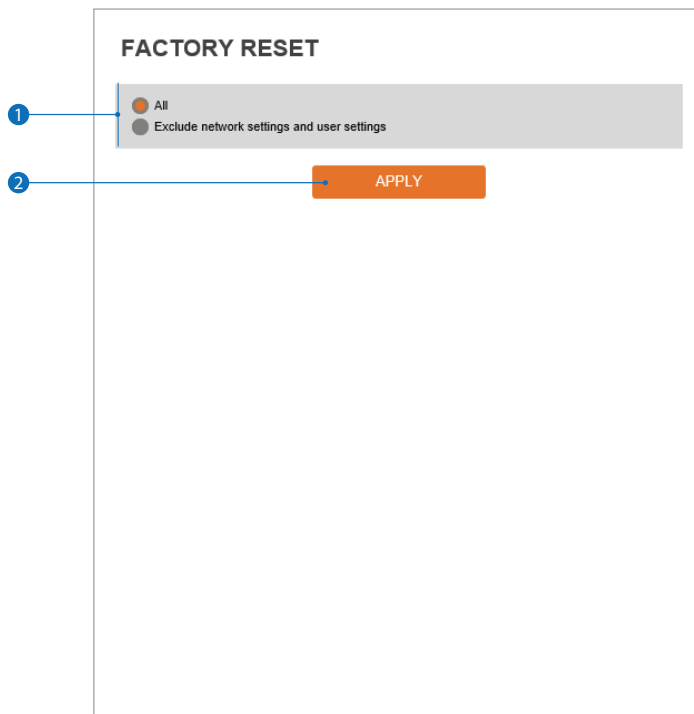 FACTORY RESET
1
All
Exclude network settings and user settings
2
APPLY